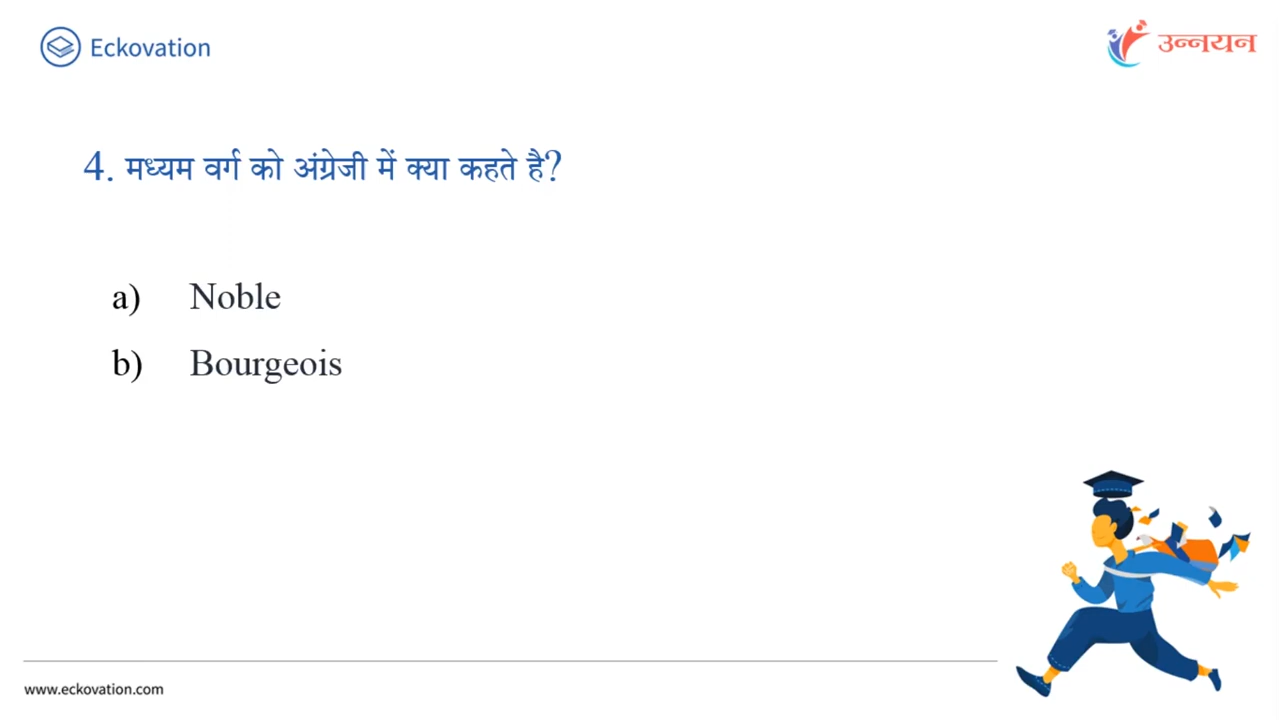 Eckovation
उन्नयन
4. मध्यम वर्ग को अंग्रेजी में क्या कहते है?
a) Noble
b) Bourgeois
www.eckovation.com